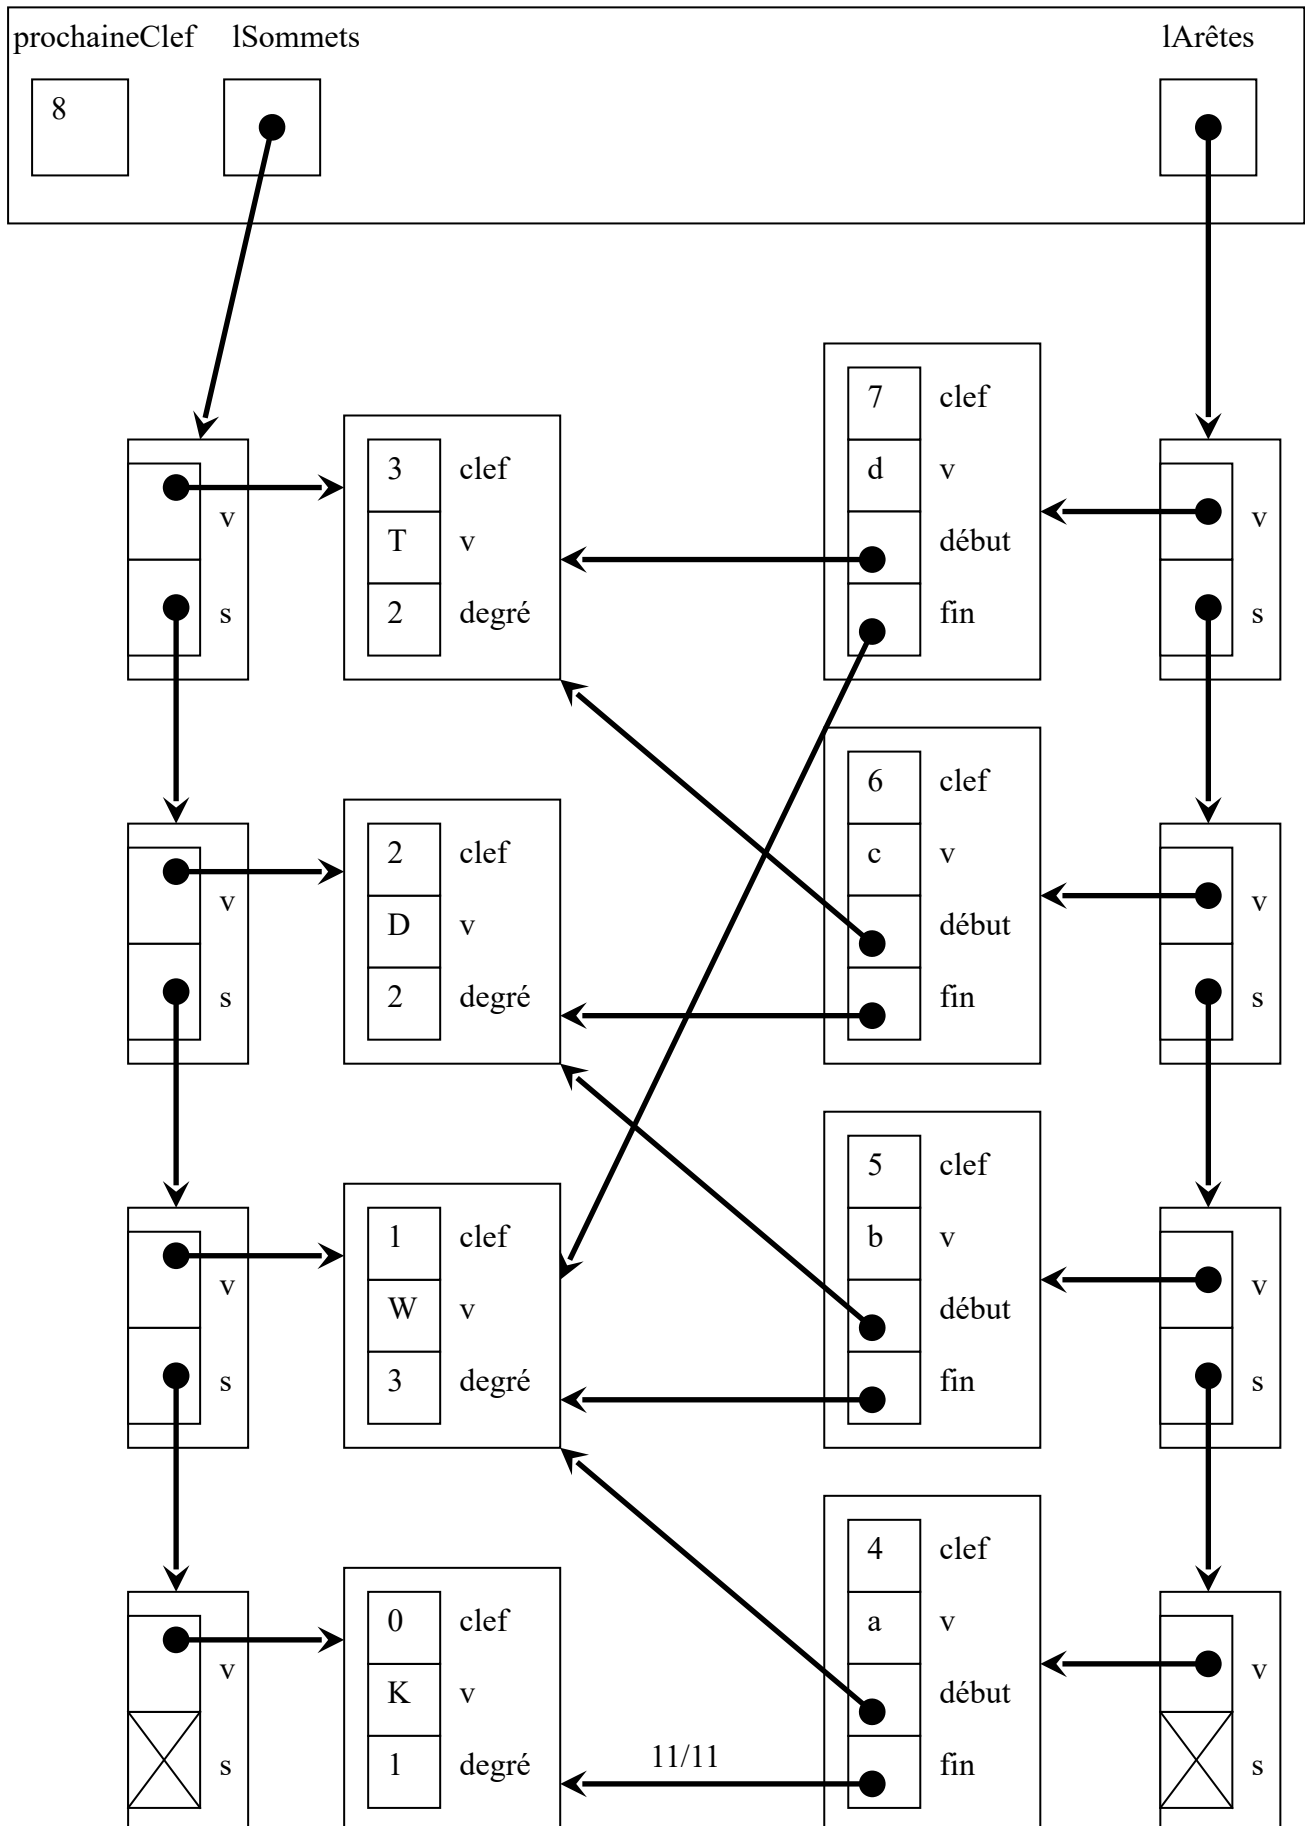 prochaineClef lSommets lArêtes
8
7 clef
3 clef d v
v v
T v début
s 2 degré fin s
6 clef
2 clef c v
v v
D v début
s 2 degré fin s
5 clef
1 clef b v
v v
W v début
s 3 degré fin s
4 clef
0 clef a v
v v
K v début
11/11
s 1 degré fin s